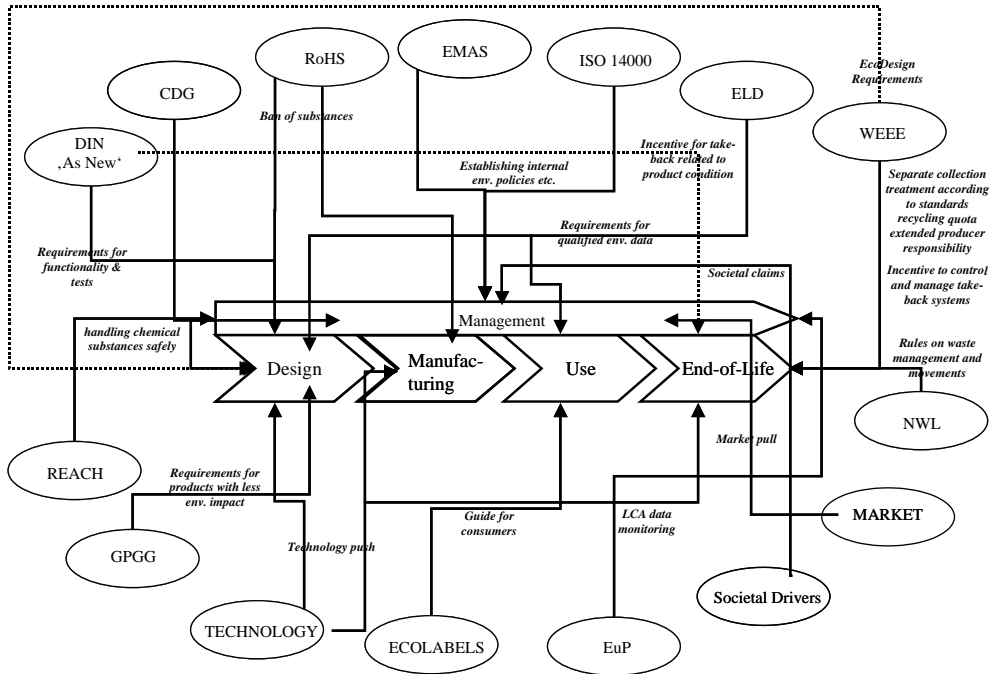 EMAS
RoHS
ISO 14000
EcoDesign
Requirements
CDG
ELD
Ban of substances
WEEE
DIN
‚As New‘
Incentive for take-
back related to
product condition
Establishing internal
env. policies etc.
Separate collection
treatment according
to standards
recycling quota
extended producer
responsibility
Requirements for
qualified env. data
Requirements for
functionality &
tests
Societal claims
Incentive to control
and manage take-
back systems
Management
handling chemical
substances safely
Design
Manufac-
turing
Use
End-of-Life
Rules on waste
management and
movements
NWL
Market pull
REACH
Requirements for
products with less
env. impact
Guide for
consumers
LCA data
monitoring
MARKET
Technology push
GPGG
Societal Drivers
TECHNOLOGY
ECOLABELS
EuP